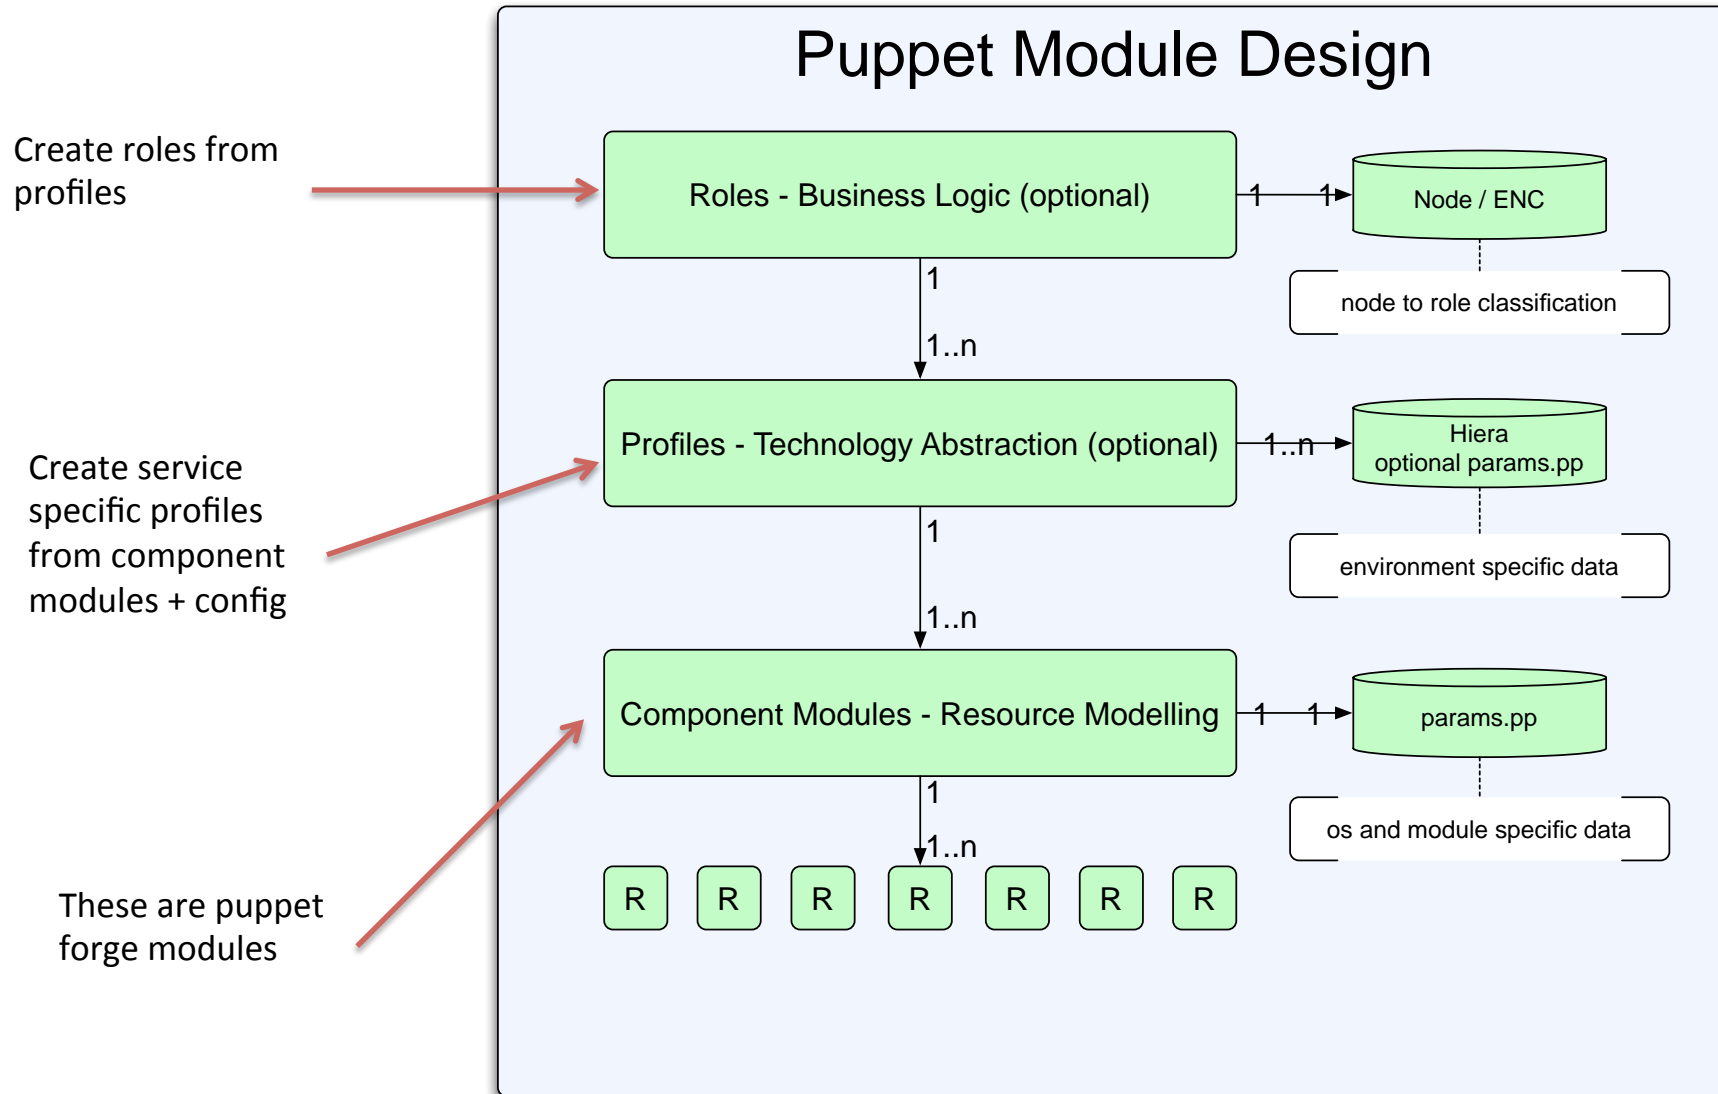 Puppet Module Design
Create roles from
profiles
Roles - Business Logic (optional)
1
1
Node / ENC
node to role classification
1
1..n
Create service
specific profiles
from component
modules + config
Profiles - Technology Abstraction (optional)
1..n
Hiera
optional params.pp
environment specific data
1
1..n
Component Modules - Resource Modelling
1
1
params.pp
os and module specific data
1
1..n
R R R R R R R
These are puppet
forge modules